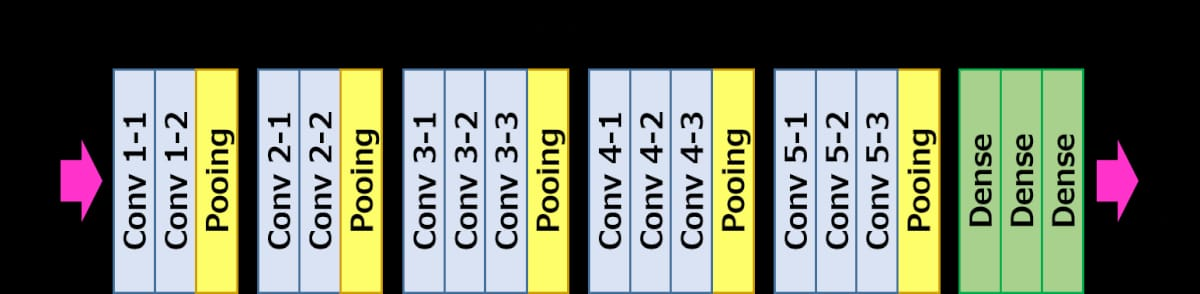 Conv 1-1
Conv 1-2
Pooing
Conv 2-1
Conv 2-2
Pooing
Conv 3-1
Conv 3-2
Conv 3-3
Pooing
Conv 4-1
Conv 4-2
Conv 4-3
Pooing
Conv 5-1
Conv 5-2
Conv 5-3
Pooing
Dense
Dense
Dense